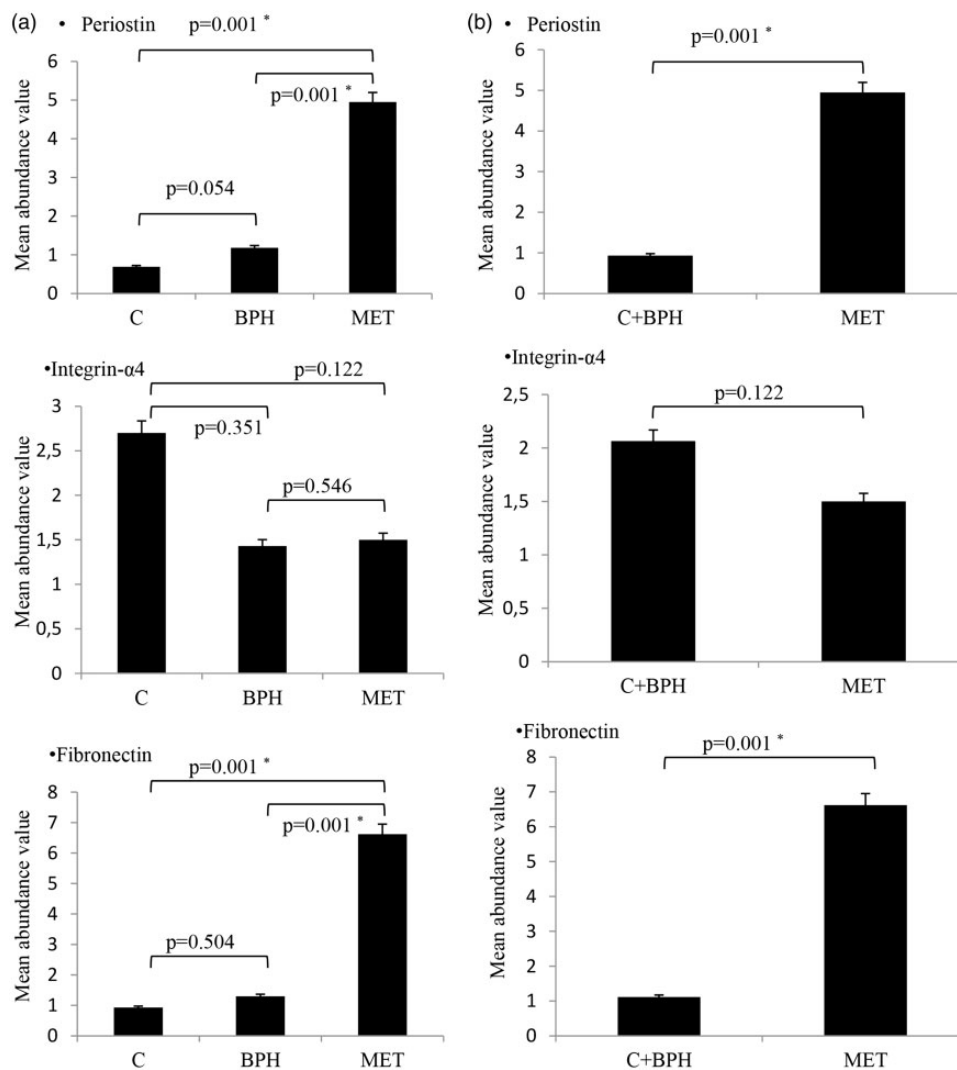 (a)
• Periostin
p=0.001 *
p=0.001 *
p=0.054
Mean abundance value
6
5
4
3
2
1
0
C BPH MET
•Integrin-α4
p=0.122
p=0.351
p=0.546
Mean abundance value
3
2,5
2
1,5
1
0,5
0
C BPH MET
•Fibronectin
p=0.001 *
p=0.001 *
p=0.504
Mean abundance value
8
7
6
5
4
3
2
1
0
C BPH MET
(b)
• Periostin
p=0.001 *
Mean abundance value
6
5
4
3
2
1
0
C+BPH MET
•Integrin-α4
p=0.122
Mean abundance value
2,5
2
1,5
1
0,5
0
C+BPH MET
•Fibronectin
p=0.001 *
Mean abundance value
8
7
6
5
4
3
2
1
0
C+BPH MET